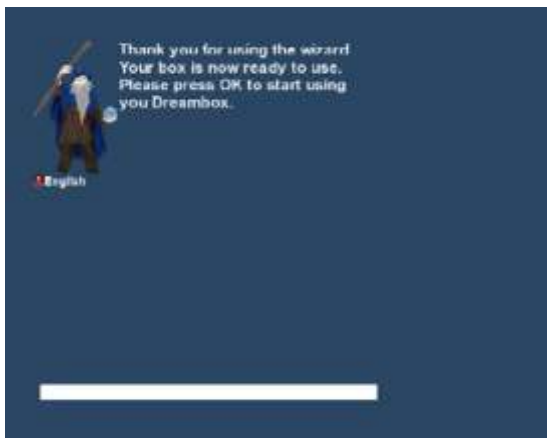 Thank you for using the wizard
Your box is now ready to use.
Please press OK to start using
you Dreambox.
English